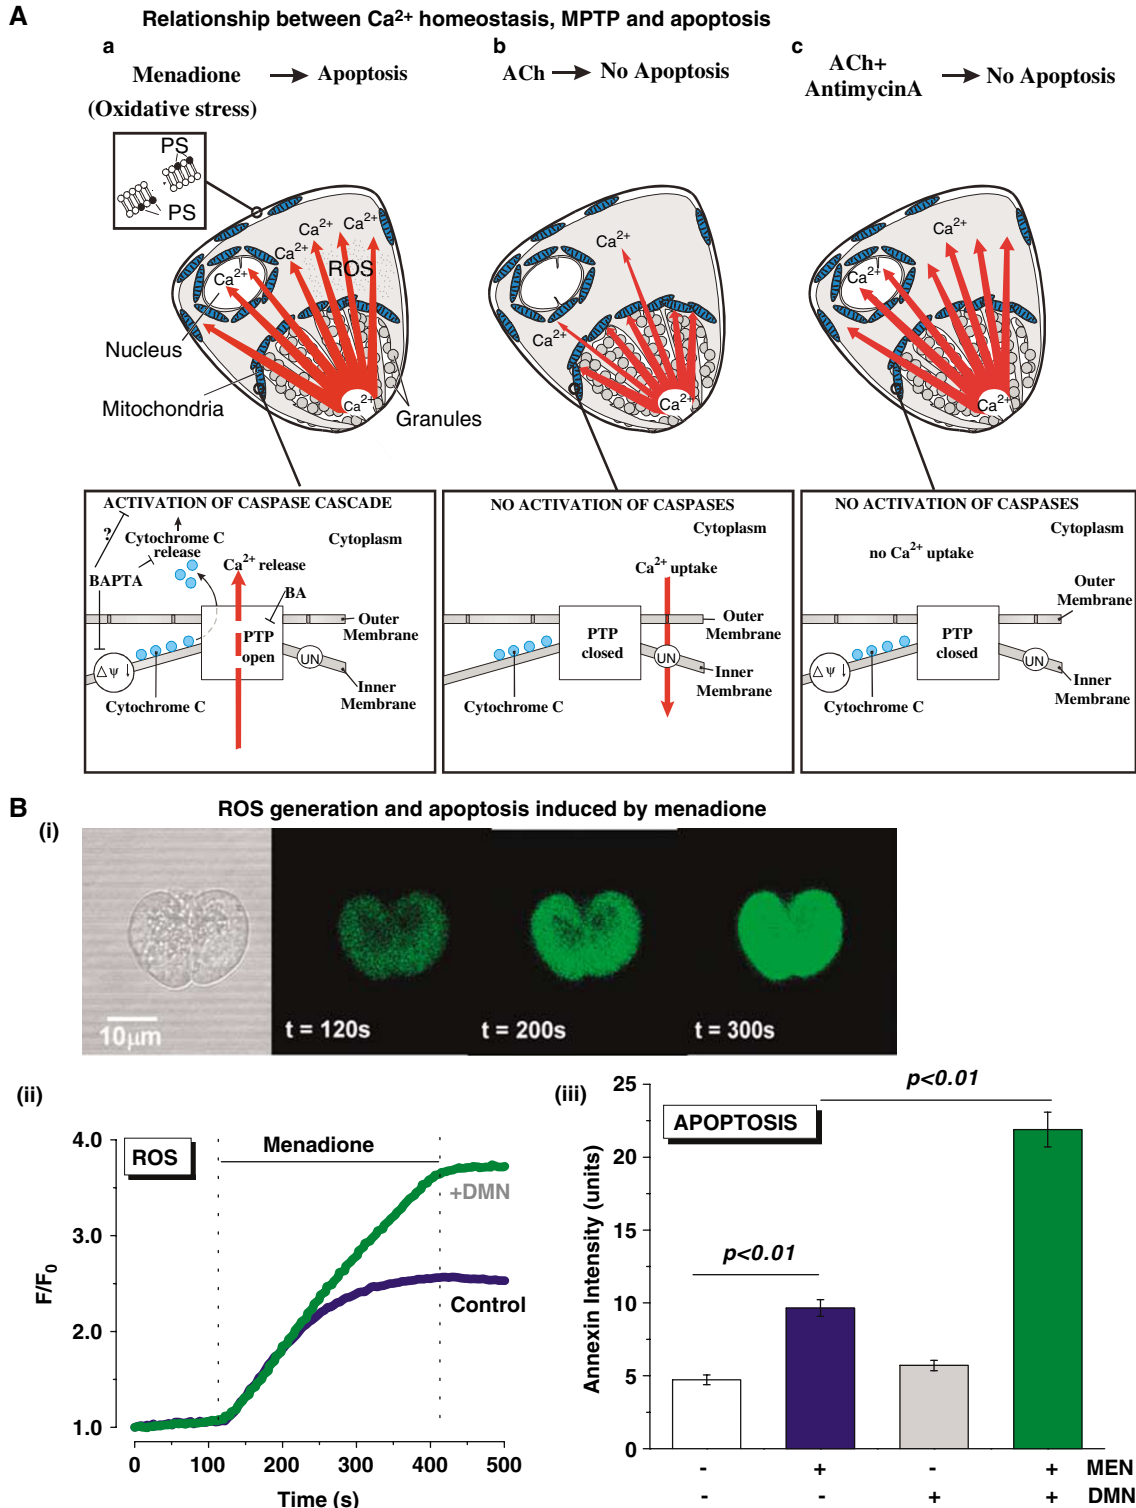 A
Relationship between Ca2+ homeostasis, MPTP and apoptosis
a
Menadione → Apoptosis
(Oxidative stress)
b
ACh → No Apoptosis
c
ACh+
AntimycinA → No Apoptosis
PS
PS
Ca2+
Ca2+
Ca2+
Ca2+
Ca2+
ROS
Ca2+
Nucleus
Mitochondria
Granules
Ca2+
Ca2+
Ca2+
Ca2+
Ca2+
Ca2+
ACTIVATION OF CASPASE CASCADE
?
Cytochrome C
release
Cytoplasm
Ca2+ release
BAPTA
BA
PTP
open
Outer
Membrane
UN
ΔΨ↓
Inner
Membrane
Cytochrome C
NO ACTIVATION OF CASPASES
Cytoplasm
Ca2+ uptake
PTP
closed
Outer
Membrane
UN
Inner
Membrane
Cytochrome C
NO ACTIVATION OF CASPASES
Cytoplasm
no Ca2+ uptake
PTP
closed
Outer
Membrane
UN
ΔΨ↓
Inner
Membrane
Cytochrome C
B
ROS generation and apoptosis induced by menadione
(i)
10μm
t = 120s
t = 200s
t = 300s
(ii)
ROS
Menadione
+DMN
Control
F/F0
4.0
3.0
2.0
1.0
0 100 200 300 400 500
Time (s)
(iii)
APOPTOSIS
p<0.01
p<0.01
Annexin Intensity (units)
25
20
15
10
5
0
- + - + MEN
- - + + DMN